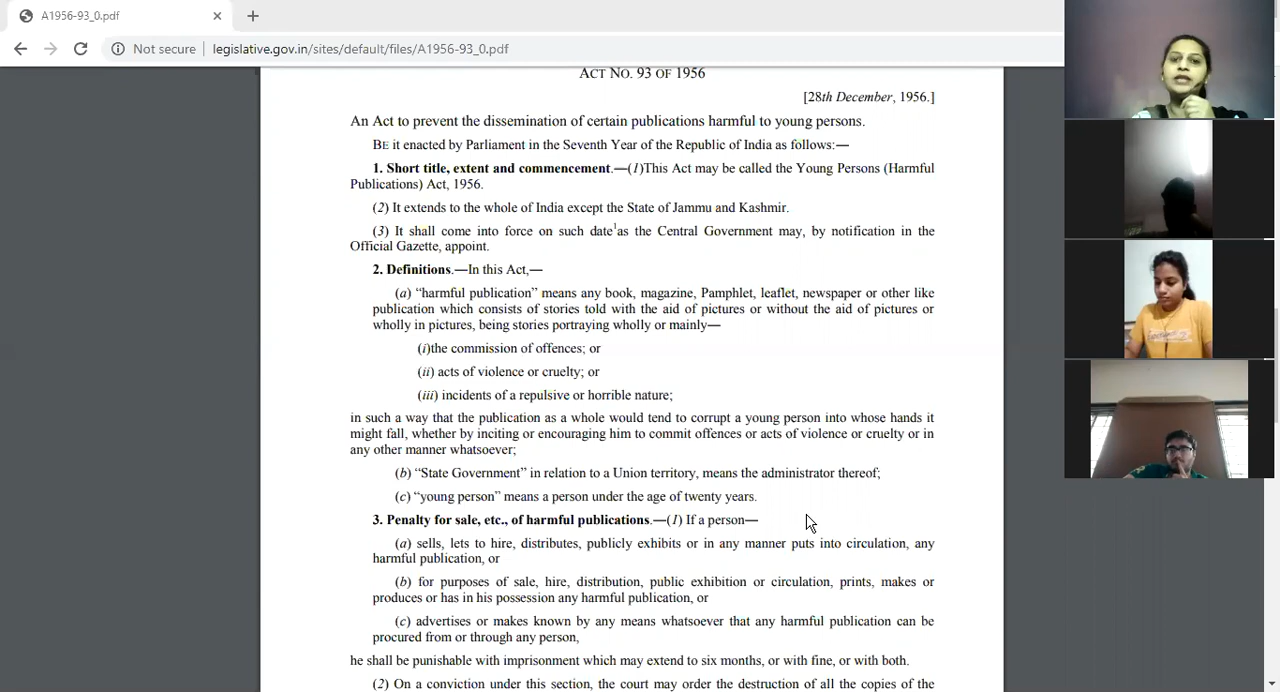 A1956-93_0.pdf
Not secure
legislative.gov.in/sites/default/files/A1956-93_0.pdf
ACT NO. 93 OF 1956
[28th December, 1956.]
An Act to prevent the dissemination of certain publications harmful to young persons.
BE it enacted by Parliament in the Seventh Year of the Republic of India as follows:—
1. Short title, extent and commencement.—(1)This Act may be called the Young Persons (Harmful
Publications) Act, 1956.
(2) It extends to the whole of India except the State of Jammu and Kashmir.
(3) It shall come into force on such date1as the Central Government may, by notification in the
Official Gazette, appoint.
2. Definitions.—In this Act,—
(a) “harmful publication” means any book, magazine, Pamphlet, leaflet, newspaper or other like
publication which consists of stories told with the aid of pictures or without the aid of pictures or
wholly in pictures, being stories portraying wholly or mainly—
(i)the commission of offences; or
(ii) acts of violence or cruelty; or
(iii) incidents of a repulsive or horrible nature;
in such a way that the publication as a whole would tend to corrupt a young person into whose hands it
might fall, whether by inciting or encouraging him to commit offences or acts of violence or cruelty or in
any other manner whatsoever;
(b) “State Government” in relation to a Union territory, means the administrator thereof;
(c) “young person” means a person under the age of twenty years.
3. Penalty for sale, etc., of harmful publications.—(1) If a person—
(a) sells, lets to hire, distributes, publicly exhibits or in any manner puts into circulation, any
harmful publication, or
(b) for purposes of sale, hire, distribution, public exhibition or circulation, prints, makes or
produces or has in his possession any harmful publication, or
(c) advertises or makes known by any means whatsoever that any harmful publication can be
procured from or through any person,
he shall be punishable with imprisonment which may extend to six months, or with fine, or with both.
(2) On a conviction under this section, the court may order the destruction of all the copies of the